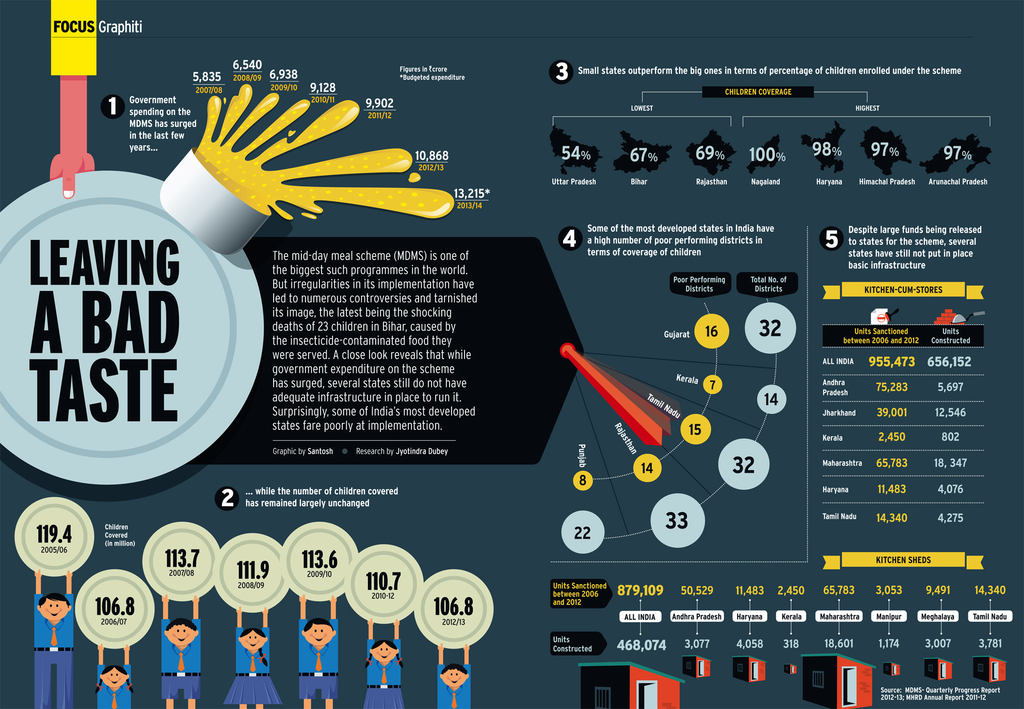 FOCUS Graphiti
1
Government
spending on the
MDMS has surged
in the last few
years...
5,835
2007/08
6,540
2008/09
6,938
2009/10
9,128
2010/11
9,902
2011/12
10,868
2012/13
13,215*
2013/14
Figures in ₹crore
*Budgeted expenditure
LEAVING
A BAD
TASTE
The mid-day meal scheme (MDMS) is one of
the biggest such programmes in the world.
But irregularities in its implementation have
led to numerous controversies and tarnished
its image, the latest being the shocking
deaths of 23 children in Bihar, caused by
the insecticide-contaminated food they
were served. A close look reveals that while
government expenditure on the scheme
has surged, several states still do not have
adequate infrastructure in place to run it.
Surprisingly, some of India's most developed
states fare poorly at implementation.
Graphic by Santosh Research by Jyotindra Dubey
2
... while the number of children covered
has remained largely unchanged
Children
Covered
(in million)
119.4
2005/06
106.8
2006/07
113.7
2007/08
111.9
2008/09
113.6
2009/10
110.7
2010-12
106.8
2012/13
3
Small states outperform the big ones in terms of percentage of children enrolled under the scheme
CHILDREN COVERAGE
LOWEST
HIGHEST
54% 67% 69% 100% 98% 97% 97%
Uttar Pradesh Bihar Rajasthan Nagaland Haryana Himachal Pradesh Arunachal Pradesh
4
Some of the most developed states in India have
a high number of poor performing districts in
terms of coverage of children
Poor Performing
Districts
Total No. of
Districts
Gujarat 16 32
Kerala 7 14
Tamil Nadu 15 32
Rajasthan 14 33
Punjab 8 22
5
Despite large funds being released
to states for the scheme, several
states have still not put in place
basic infrastructure
KITCHEN-CUM-STORES
Units Sanctioned
between 2006 and 2012
Units
Constructed
ALL INDIA 955,473 656,152
Andhra
Pradesh 75,283 5,697
Jharkhand 39,001 12,546
Kerala 2,450 802
Maharashtra 65,783 18, 347
Haryana 11,483 4,076
Tamil Nadu 14,340 4,275
KITCHEN SHEDS
Units Sanctioned
between 2006
and 2012
879,109 50,529 11,483 2,450 65,783 3,053 9,491 14,340
ALL INDIA Andhra Pradesh Haryana Kerala Maharashtra Manipur Meghalaya Tamil Nadu
Units
Constructed
468,074 3,077 4,058 318 18,601 1,174 3,007 3,781
Source: MDMS- Quarterly Progress Report
2012-13; MHRD Annual Report 2011-12